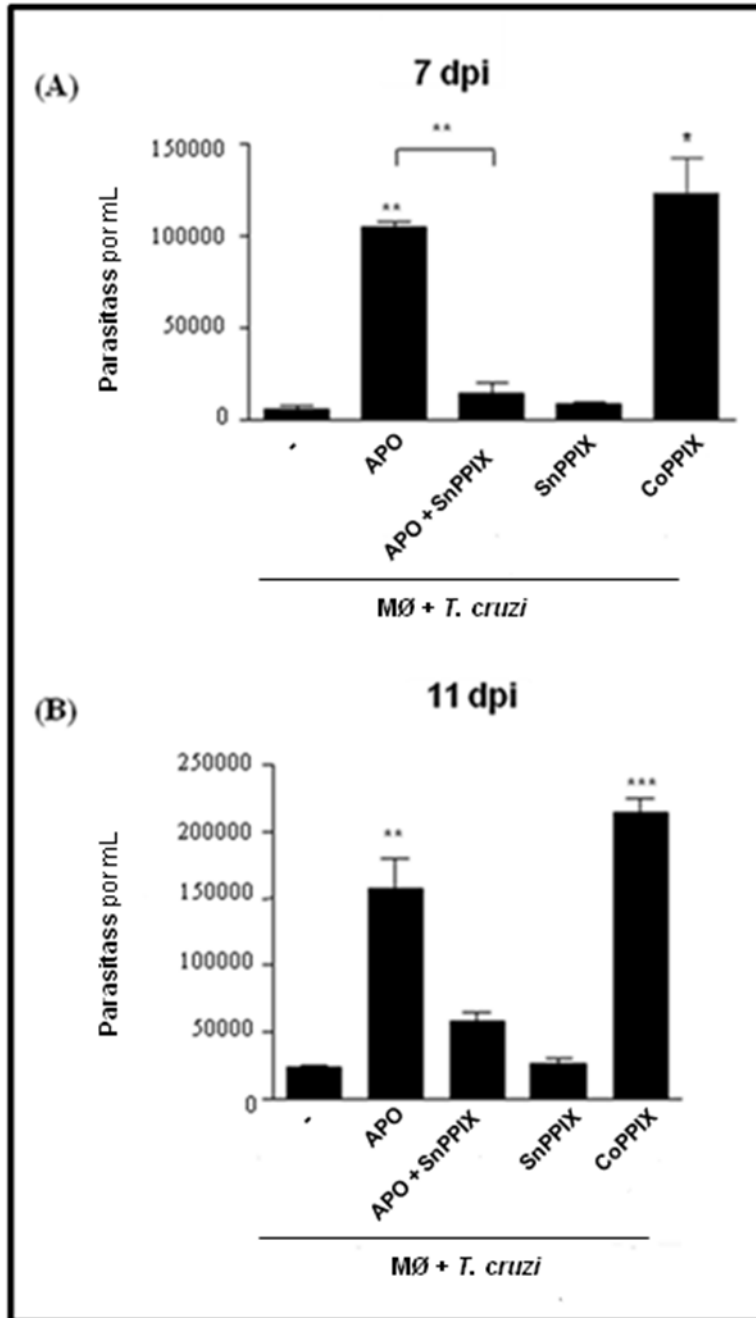 (A)
7 dpi
**
Parasitass por mL
150000
100000
50000
0
**
*
-
APO
APO + SnPPIX
SnPPIX
CoPPIX
MØ + T. cruzi
(B)
11 dpi
Parasitass por mL
250000
200000
150000
100000
50000
0
**
***
-
APO
APO + SnPPIX
SnPPIX
CoPPIX
MØ + T. cruzi